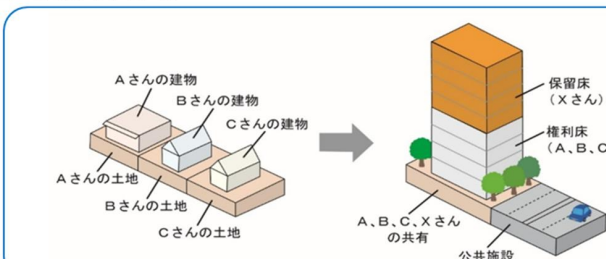 Aさんの建物
Bさんの建物
Cさんの建物
Aさんの土地
Bさんの土地
Cさんの土地
保留床
(Xさん)
権利床
(A、B、C
A、B、C、Xさん
の共有
公共施設